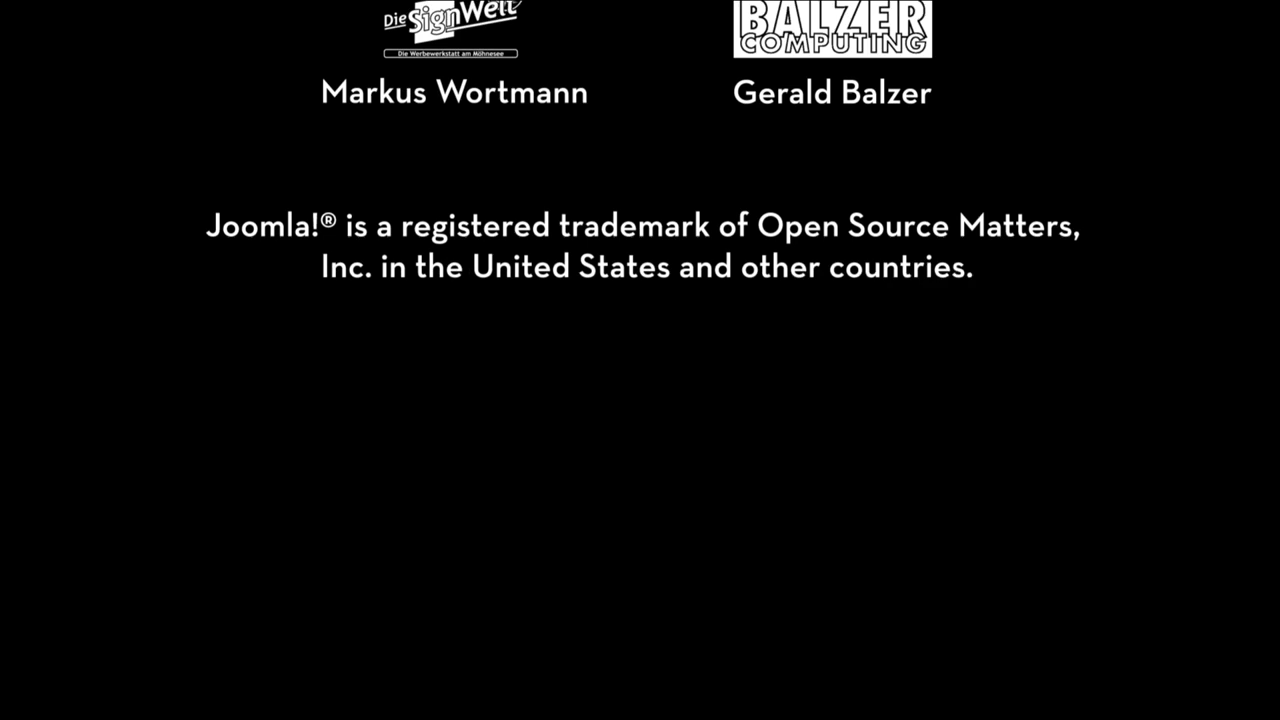 Die SignWelt
Die Werbewerkstatt am Möhnesee
BALZER
COMPUTING
Markus Wortmann
Gerald Balzer
Joomla!® is a registered trademark of Open Source Matters,
Inc. in the United States and other countries.